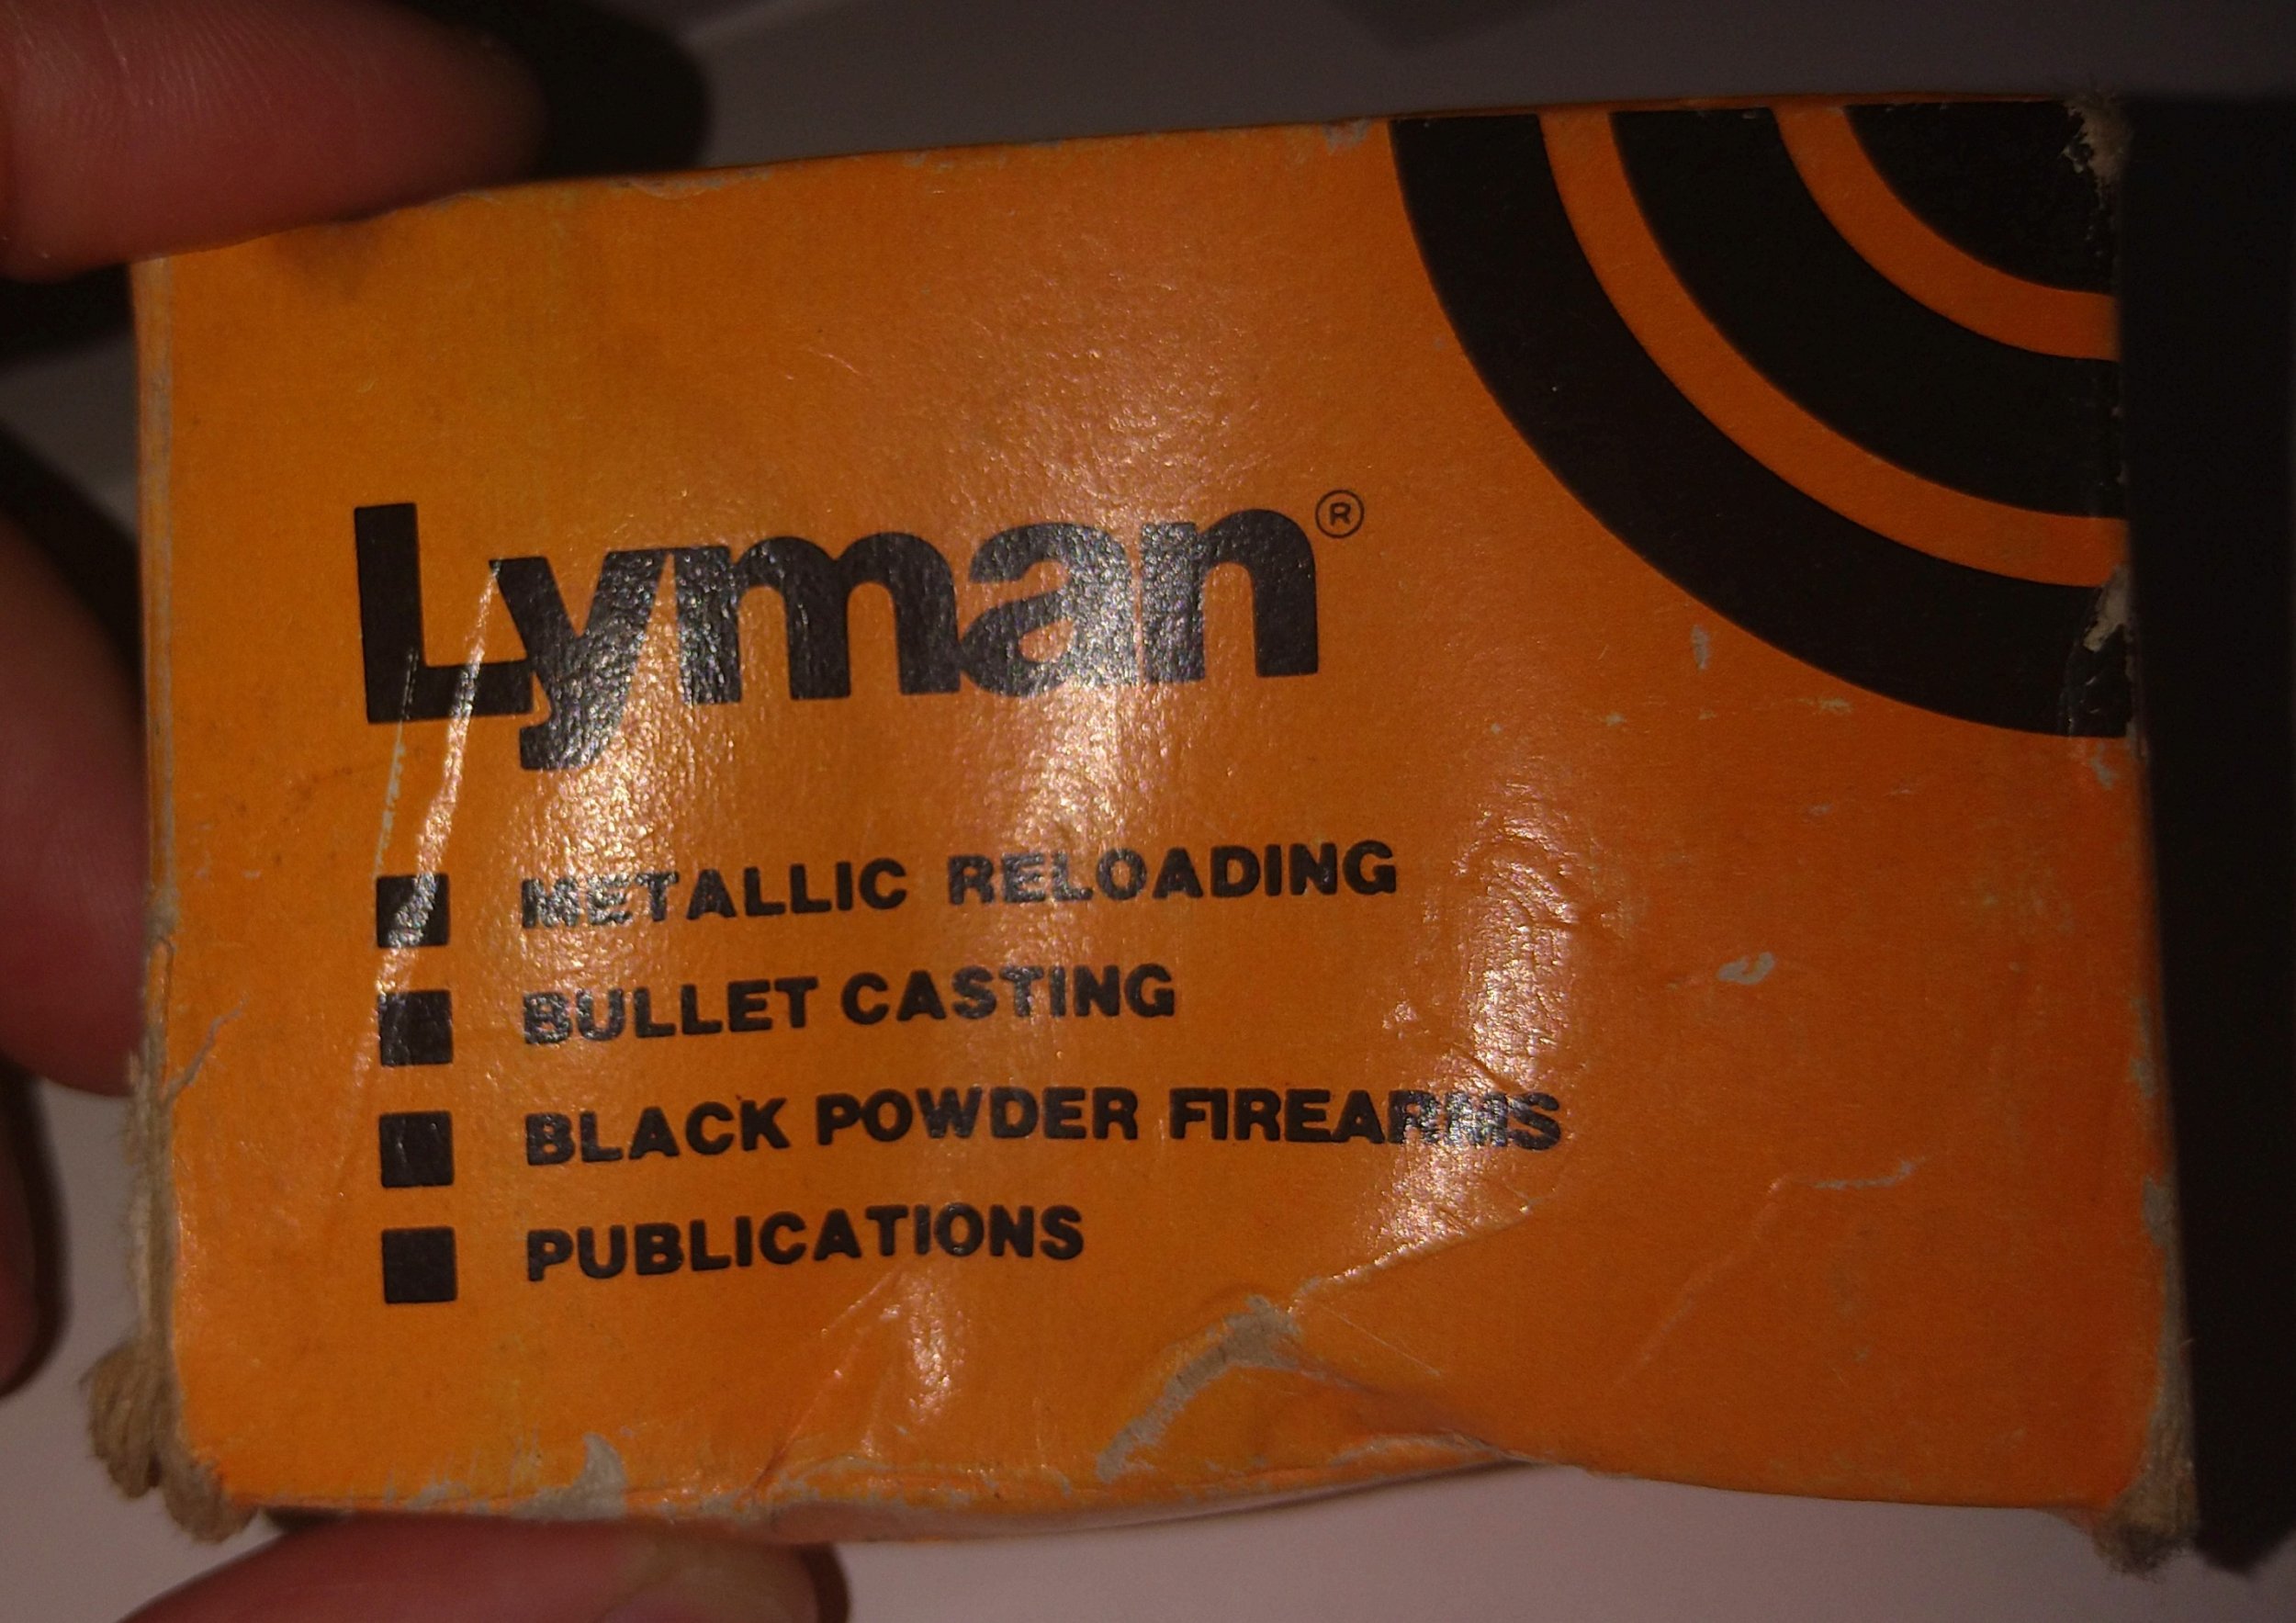 Lyman®
■ METALLIC RELOADING
■ BULLET CASTING
■ BLACK POWDER FIREARMS
■ PUBLICATIONS